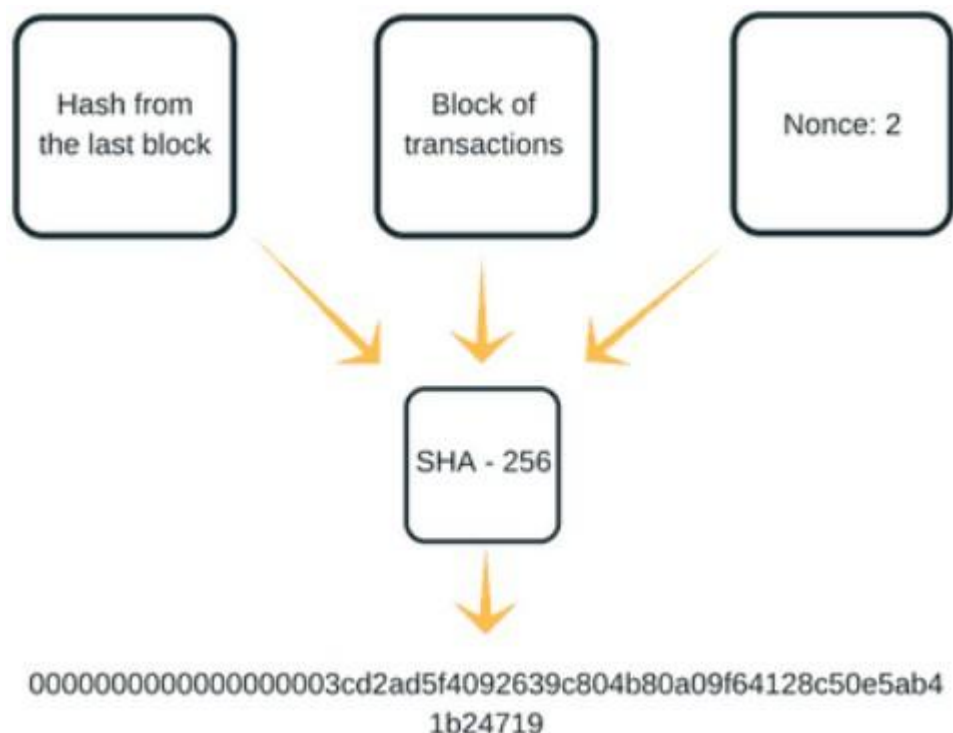 Hash from
the last block
Block of
transactions
Nonce: 2
SHA - 256
0000000000000000003cd2ad5f4092639c804b80a09f64128c50e5ab4
1b24719